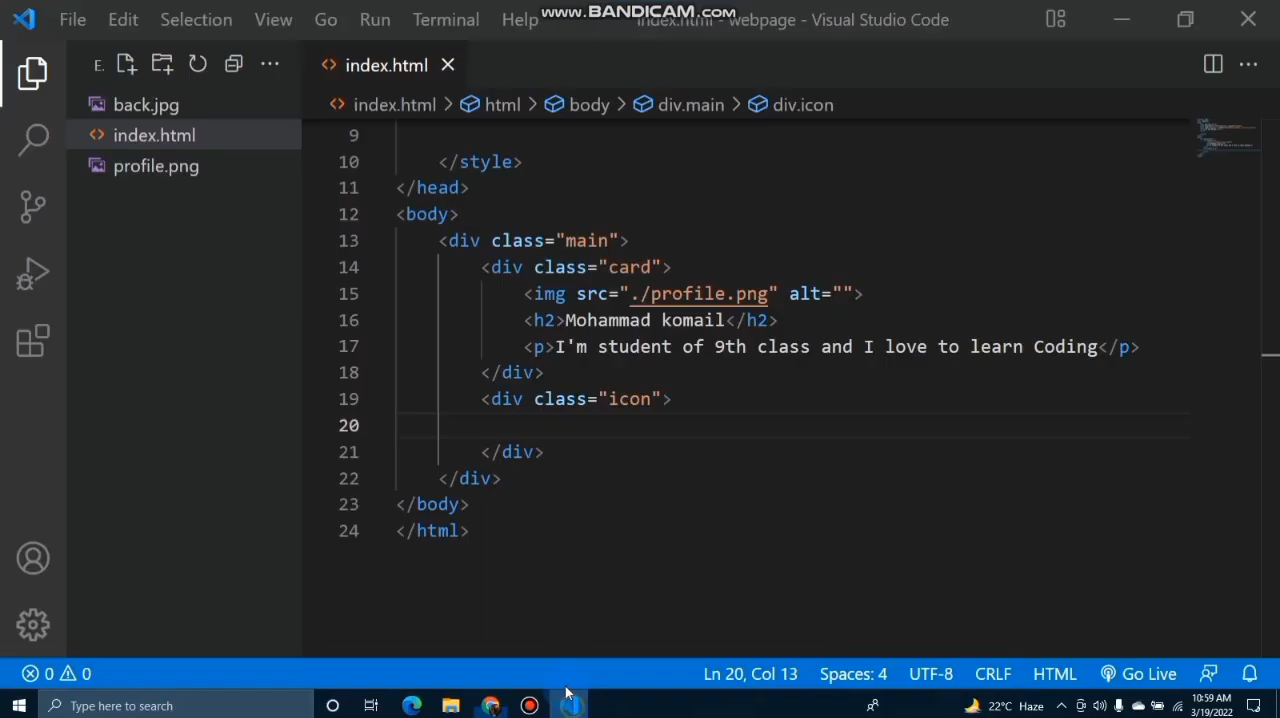 www.BANDICAM.com
File Edit Selection View Go Run Terminal Help index.html - webpage - Visual Studio Code
E. index.html
index.html > html > body > div.main > div.icon
back.jpg
index.html
profile.png
9
10 </style>
11 </head>
12 <body>
13 <div class="main">
14 <div class="card">
15 <img src="./profile.png" alt="">
16 <h2>Mohammad komail</h2>
17 <p>I'm student of 9th class and I love to learn Coding</p>
18 </div>
19 <div class="icon">
20
21 </div>
22 </div>
23 </body>
24 </html>
0 0 Ln 20, Col 13 Spaces: 4 UTF-8 CRLF HTML Go Live
Type here to search 22°C Haze 10:59 AM
3/19/2022